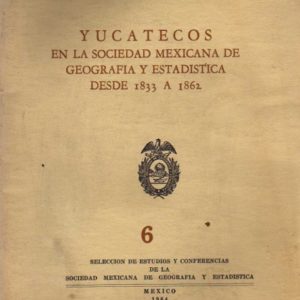 YUCATECOS
EN LA SOCIEDAD MEXICANA DE
GEOGRAFIA Y ESTADISTICA
DESDE 1833 A 1862
6
SELECCION DE ESTUDIOS Y CONFERENCIAS
DE LA
SOCIEDAD MEXICANA DE GEOGRAFIA Y ESTADISTICA
MEXICO